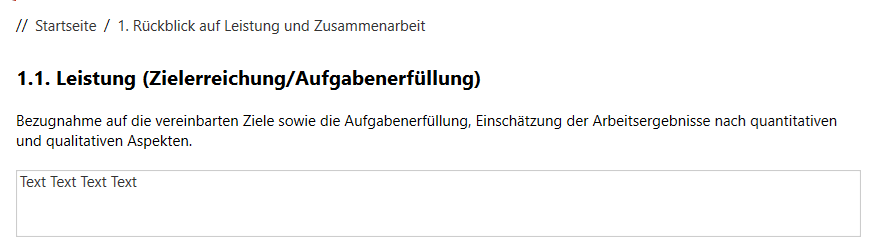 // Startseite / 1. Rückblick auf Leistung und Zusammenarbeit
1.1. Leistung (Zielerreichung/Aufgabenerfüllung)
Bezugnahme auf die vereinbarten Ziele sowie die Aufgabenerfüllung, Einschätzung der Arbeitsergebnisse nach quantitativen
und qualitativen Aspekten.
Text Text Text Text